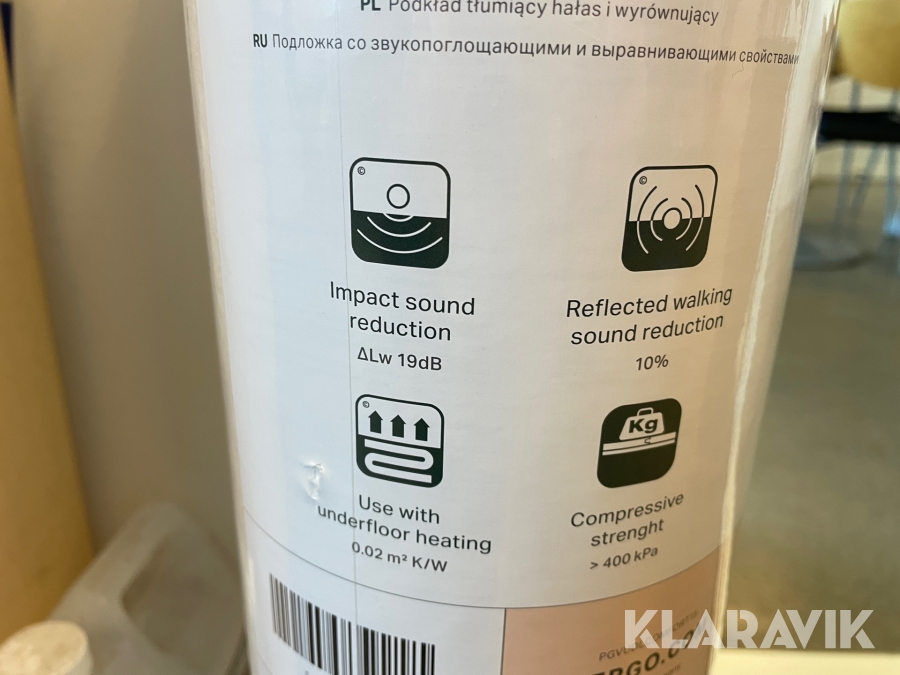 PL Podkład tłumiący hałas i wyrównujący
RU Подложка со звукопоглощающими и выравнивающими свойствами
©
©
Impact sound
reduction
ΔLw 19dB
Reflected walking
sound reduction
10%
©
Kg
Use with
underfloor heating
0.02 m² K/W
Compressive
strenght
> 400 kPa
KLARAVIK